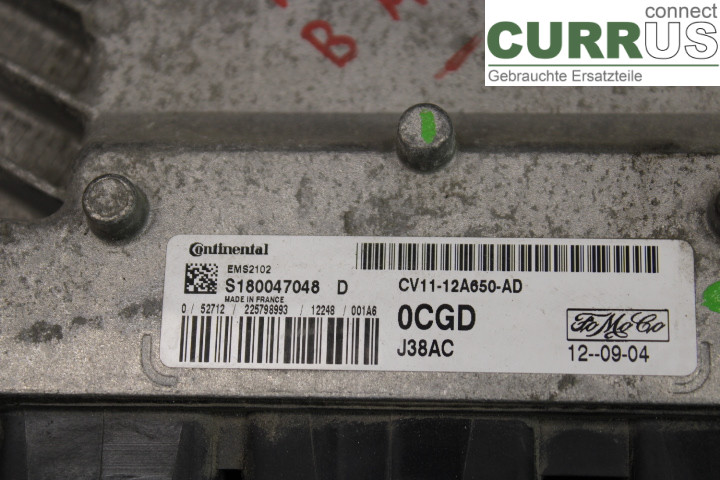 connect
CURRUS
Gebrauchte Ersatzteile
B A
Continental
EMS2102
S180047048 D
MADE IN FRANCE
0 / 52712 / 225798993 / 12248 / 001A6
CV11-12A650-AD
0CGD
J38AC
FoMoCo
12--09-04